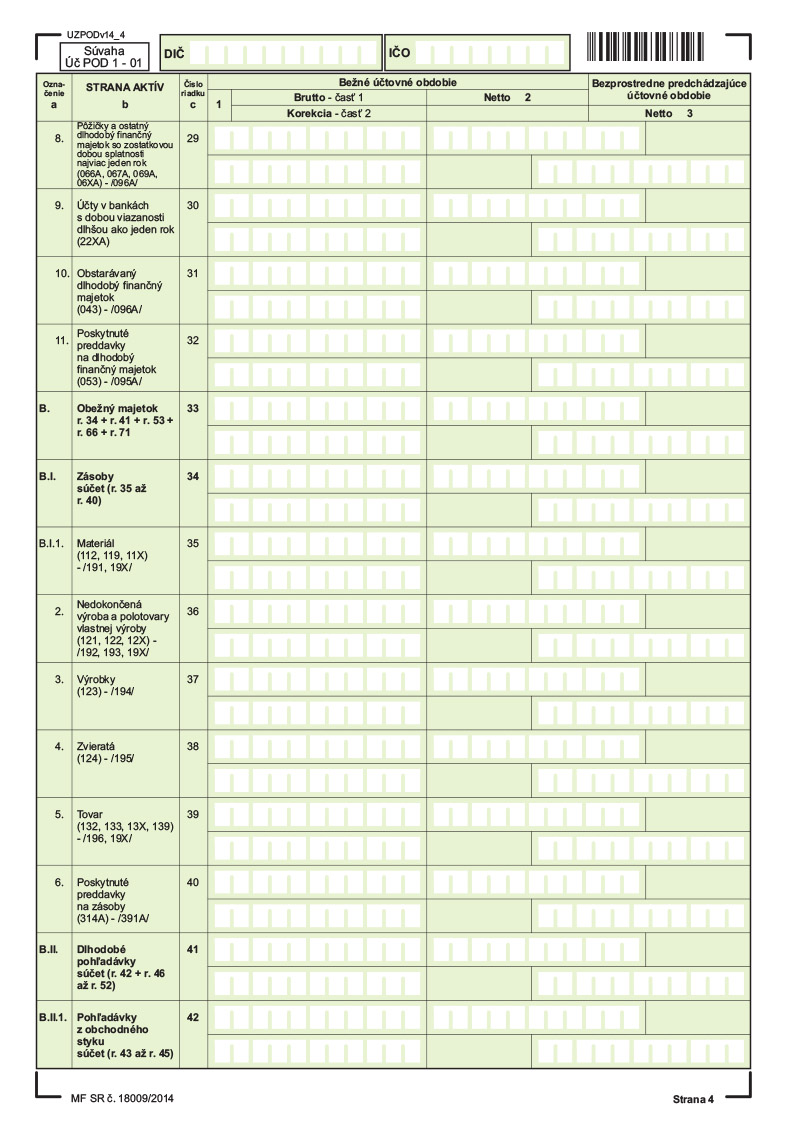 UZPODv14_4
Súvaha
Úč POD 1 - 01
DIČ
IČO
Ozna-
čenie
a
STRANA AKTÍV
b
Číslo
riadku
c
Bežné účtovné obdobie
1
Brutto - časť 1
Korekcia - časť 2
Netto 2
Bezprostredne predchádzajúce
účtovné obdobie
Netto 3
8.
Pôžičky a ostatný
dlhodobý finančný
majetok so zostatkovou
dobou splatnosti
najviac jeden rok
(066A, 067A, 069A,
06XA) - /096A/
29
9.
Účty v bankách
s dobou viazanosti
dlhšou ako jeden rok
(22XA)
30
10.
Obstarávaný
dlhodobý finančný
majetok
(043) - /096A/
31
11.
Poskytnuté
preddavky
na dlhodobý
finančný majetok
(053) - /095A/
32
B.
Obežný majetok
r. 34 + r. 41 + r. 53 +
r. 66 + r. 71
33
B.I.
Zásoby
súčet (r. 35 až
r. 40)
34
B.I.1.
Materiál
(112, 119, 11X)
- /191, 19X/
35
2.
Nedokončená
výroba a polotovary
vlastnej výroby
(121, 122, 12X) -
/192, 193, 19X/
36
3.
Výrobky
(123) - /194/
37
4.
Zvieratá
(124) - /195/
38
5.
Tovar
(132, 133, 13X, 139)
- /196, 19X/
39
6.
Poskytnuté
preddavky
na zásoby
(314A) - /391A/
40
B.II.
Dlhodobé
pohľadávky
súčet (r. 42 + r. 46
až r. 52)
41
B.II.1.
Pohľadávky
z obchodného
styku
súčet (r. 43 až r. 45)
42
MF SR č. 18009/2014
Strana 4